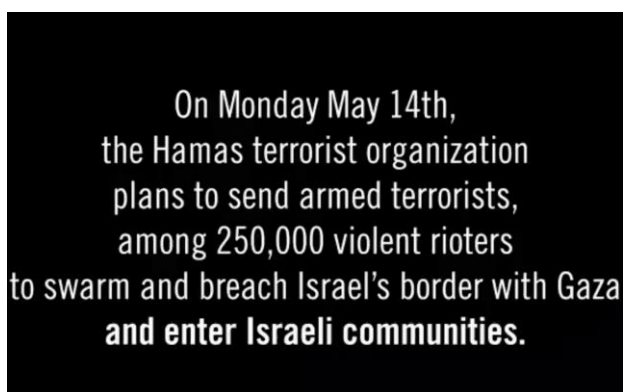 On Monday May 14th,
the Hamas terrorist organization
plans to send armed terrorists,
among 250,000 violent rioters
to swarm and breach Israel's border with Gaza
and enter Israeli communities.